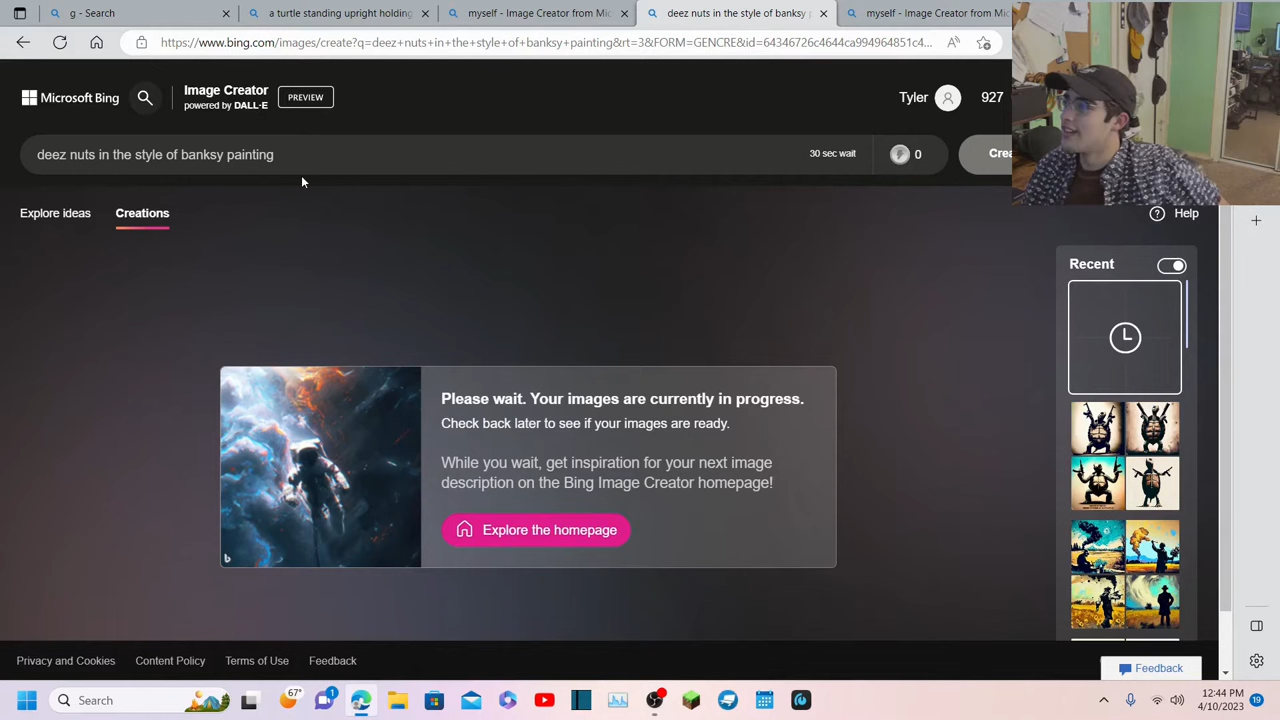 g - Search
a turtle standing upright holding
myself - Image Creator from Mic
deez nuts in the style of banksy p
myself - Image Creator from Mic
https://www.bing.com/images/create?q=deez+nuts+in+the+style+of+banksy+painting&rt=3&FORM=GENCRE&id=64346726c4644ca994964851c4...
Microsoft Bing
Image Creator
powered by DALL·E
PREVIEW
Tyler
927
deez nuts in the style of banksy painting
30 sec wait
0
Crea
Explore ideas
Creations
Help
Recent
Please wait. Your images are currently in progress.
Check back later to see if your images are ready.
While you wait, get inspiration for your next image
description on the Bing Image Creator homepage!
Explore the homepage
Privacy and Cookies
Content Policy
Terms of Use
Feedback
Feedback
Search
67°
1
12:44 PM
4/10/2023
19